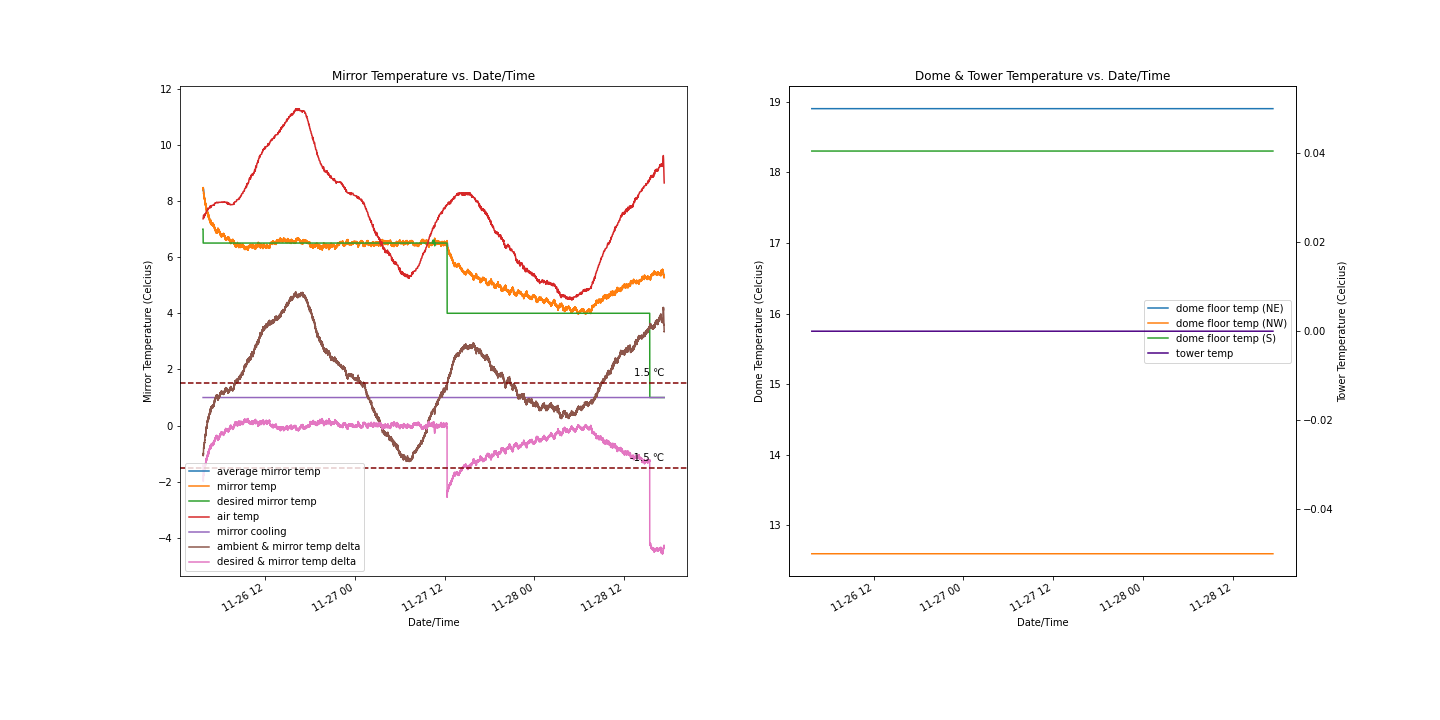 Mirror Temperature vs. Date/Time
12
10
8
6
4
2
0
−2
−4
Mirror Temperature (Celcius)
1.5 °C
-1.5 °C
average mirror temp
mirror temp
desired mirror temp
air temp
mirror cooling
ambient & mirror temp delta
desired & mirror temp delta
11-26 12
11-27 00
11-27 12
11-28 00
11-28 12
Date/Time
Dome & Tower Temperature vs. Date/Time
19
18
17
16
15
14
13
Dome Temperature (Celcius)
dome floor temp (NE)
dome floor temp (NW)
dome floor temp (S)
tower temp
0.04
0.02
0.00
−0.02
−0.04
Tower Temperature (Celcius)
11-26 12
11-27 00
11-27 12
11-28 00
11-28 12
Date/Time